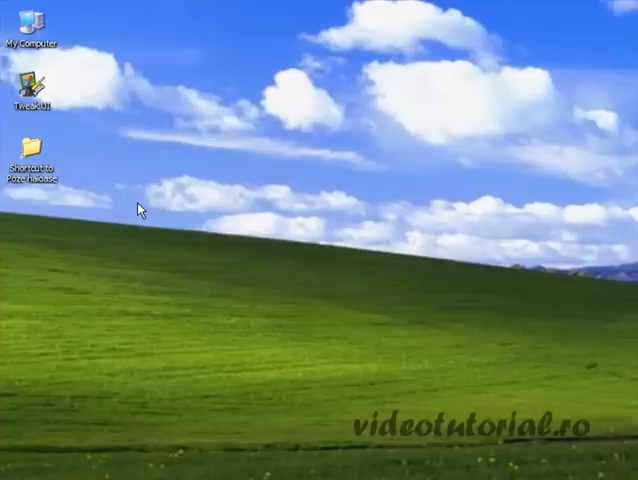 My Computer
Tweak UI
Shortcut to
Poze haioase
videotutorial.ro